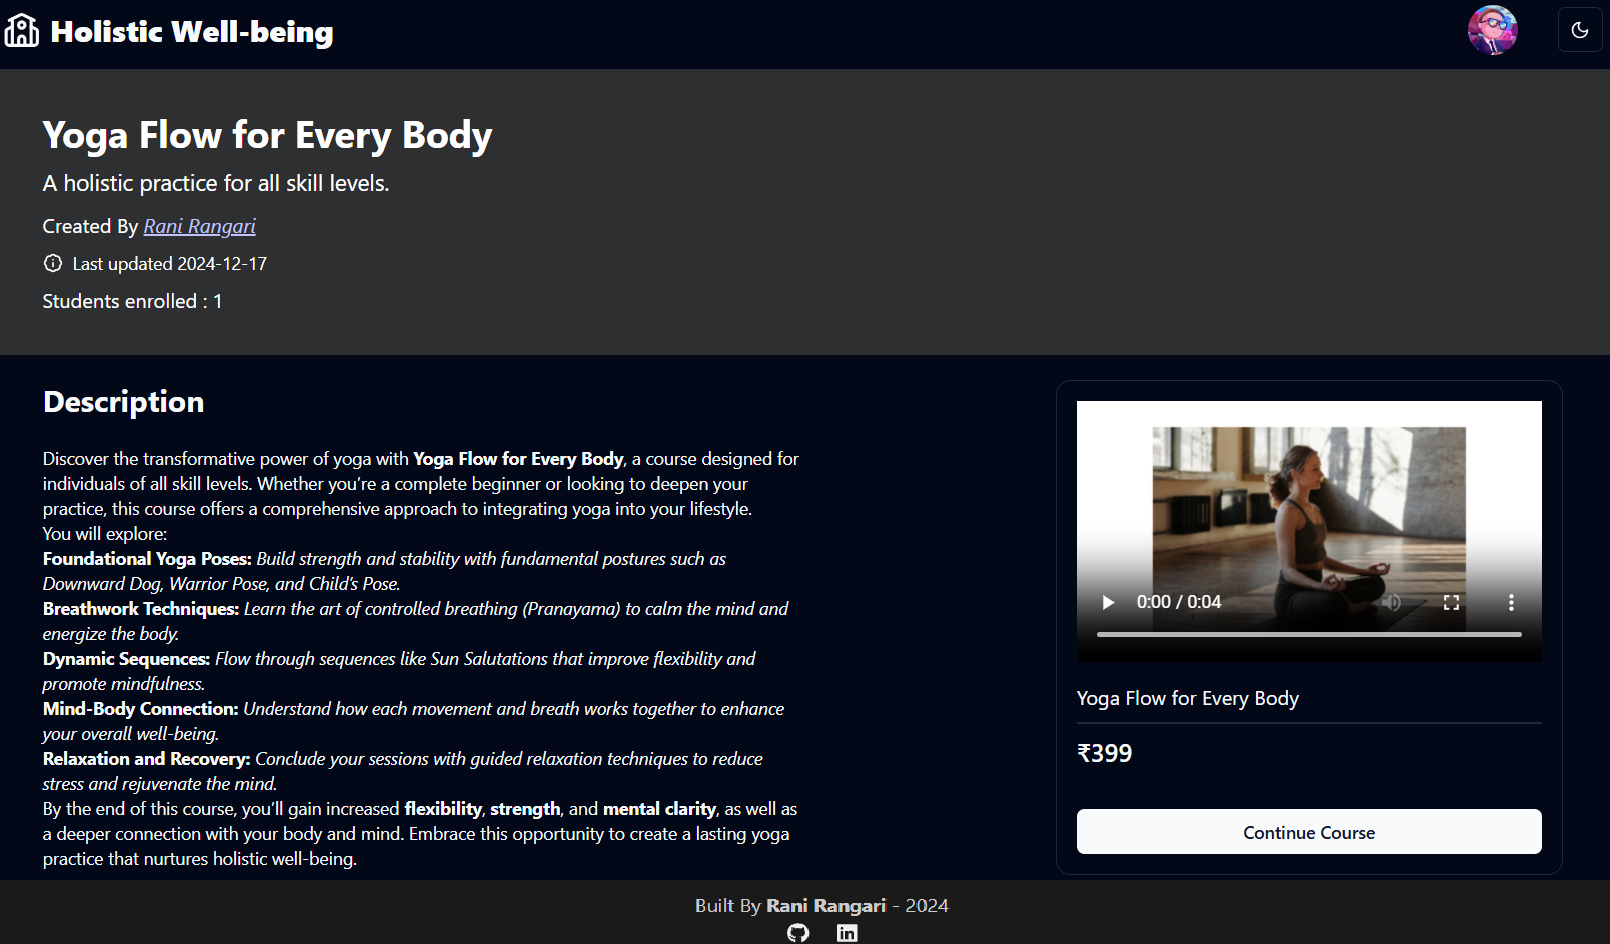 Holistic Well-being
Yoga Flow for Every Body
A holistic practice for all skill levels.
Created By Rani Rangari
Last updated 2024-12-17
Students enrolled : 1
Description
Discover the transformative power of yoga with Yoga Flow for Every Body, a course designed for
individuals of all skill levels. Whether you’re a complete beginner or looking to deepen your
practice, this course offers a comprehensive approach to integrating yoga into your lifestyle.
You will explore:
Foundational Yoga Poses: Build strength and stability with fundamental postures such as
Downward Dog, Warrior Pose, and Child’s Pose.
Breathwork Techniques: Learn the art of controlled breathing (Pranayama) to calm the mind and
energize the body.
Dynamic Sequences: Flow through sequences like Sun Salutations that improve flexibility and
promote mindfulness.
Mind-Body Connection: Understand how each movement and breath works together to enhance
your overall well-being.
Relaxation and Recovery: Conclude your sessions with guided relaxation techniques to reduce
stress and rejuvenate the mind.
By the end of this course, you’ll gain increased flexibility, strength, and mental clarity, as well as
a deeper connection with your body and mind. Embrace this opportunity to create a lasting yoga
practice that nurtures holistic well-being.
0:00 / 0:04
Yoga Flow for Every Body
₹399
Continue Course
Built By Rani Rangari - 2024
in